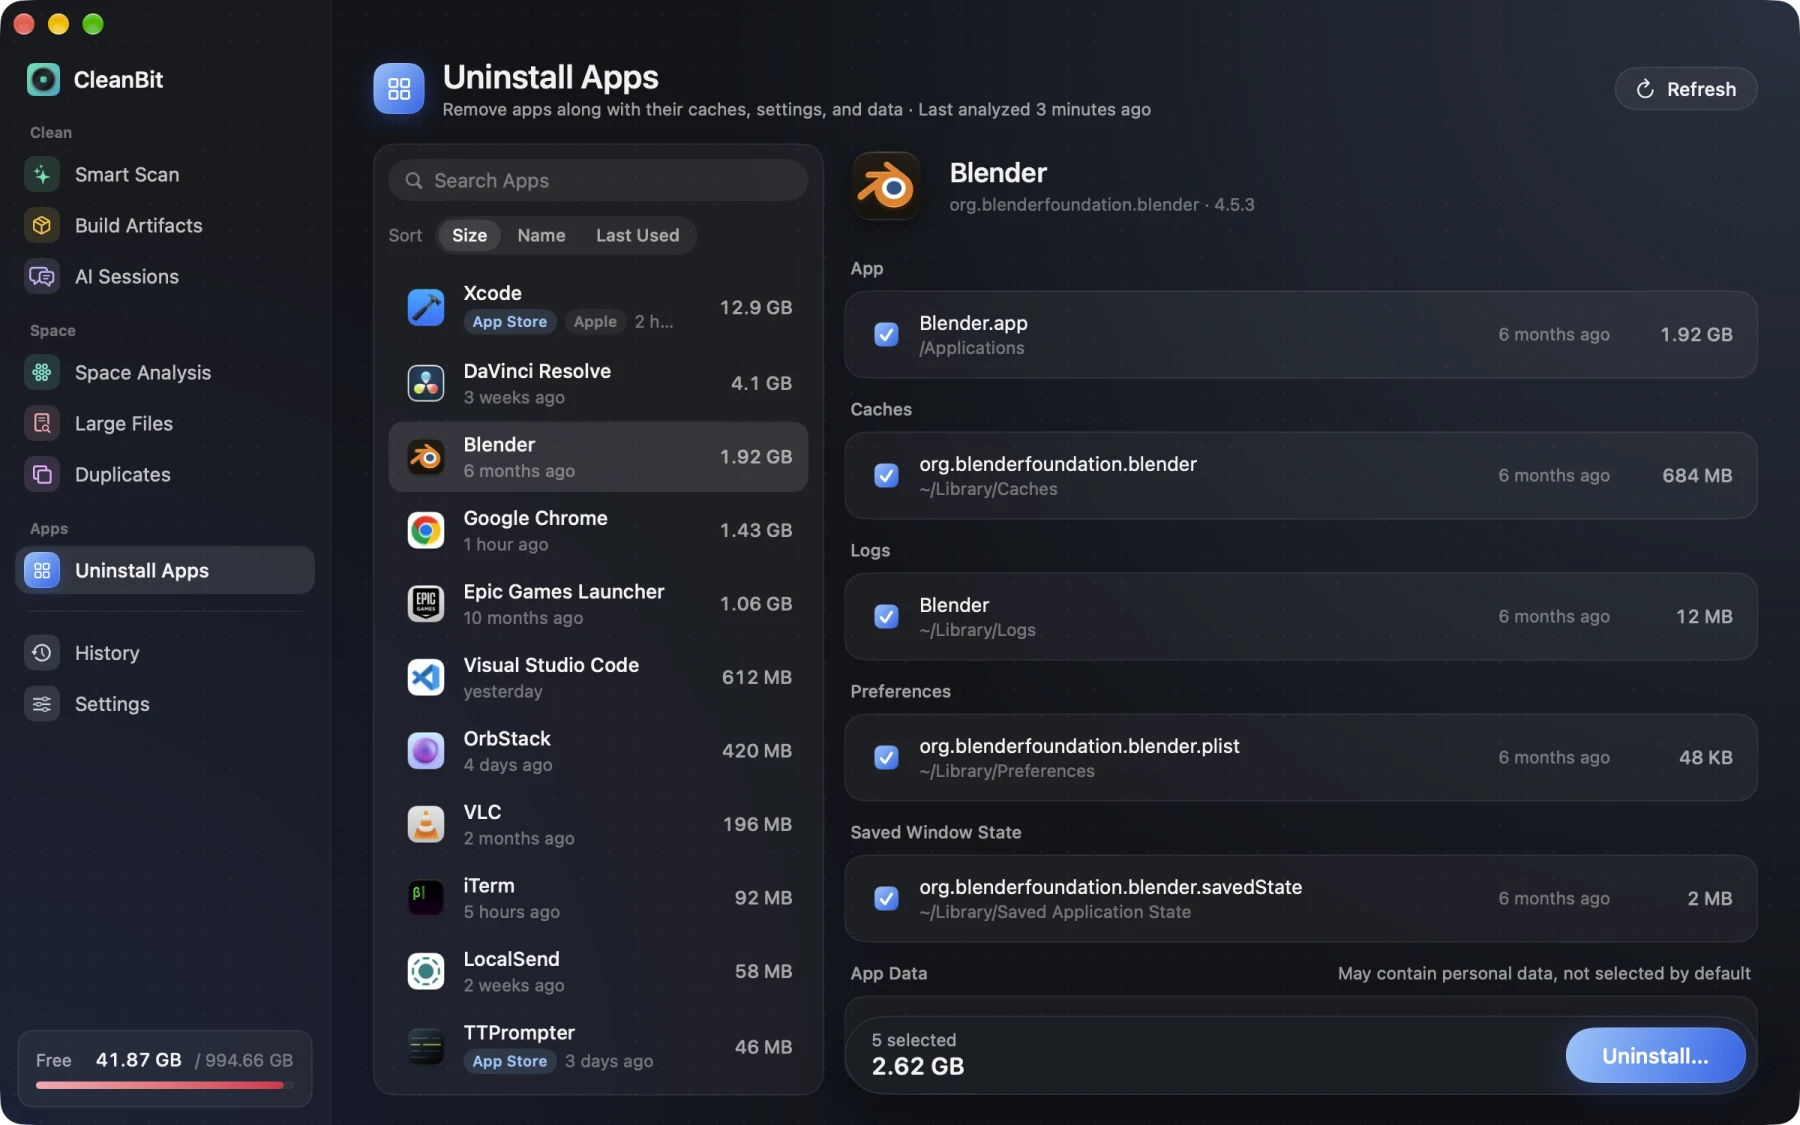 CleanBit
Clean
Smart Scan
Build Artifacts
AI Sessions
Space
Space Analysis
Large Files
Duplicates
Apps
Uninstall Apps
History
Settings
Free 41.87 GB / 994.66 GB
Uninstall Apps
Remove apps along with their caches, settings, and data · Last analyzed 3 minutes ago
Refresh
Search Apps
Sort Size Name Last Used
Xcode
App Store Apple 2 h...
12.9 GB
DaVinci Resolve
3 weeks ago
4.1 GB
Blender
6 months ago
1.92 GB
Google Chrome
1 hour ago
1.43 GB
EPIC
GAMES
Epic Games Launcher
10 months ago
1.06 GB
Visual Studio Code
yesterday
612 MB
OrbStack
4 days ago
420 MB
VLC
2 months ago
196 MB
β
iTerm
5 hours ago
92 MB
LocalSend
2 weeks ago
58 MB
TTPrompter
App Store 3 days ago
46 MB
Blender
org.blenderfoundation.blender · 4.5.3
App
Blender.app
/Applications
6 months ago 1.92 GB
Caches
org.blenderfoundation.blender
~/Library/Caches
6 months ago 684 MB
Logs
Blender
~/Library/Logs
6 months ago 12 MB
Preferences
org.blenderfoundation.blender.plist
~/Library/Preferences
6 months ago 48 KB
Saved Window State
org.blenderfoundation.blender.savedState
~/Library/Saved Application State
6 months ago 2 MB
App Data May contain personal data, not selected by default
5 selected
2.62 GB
Uninstall...